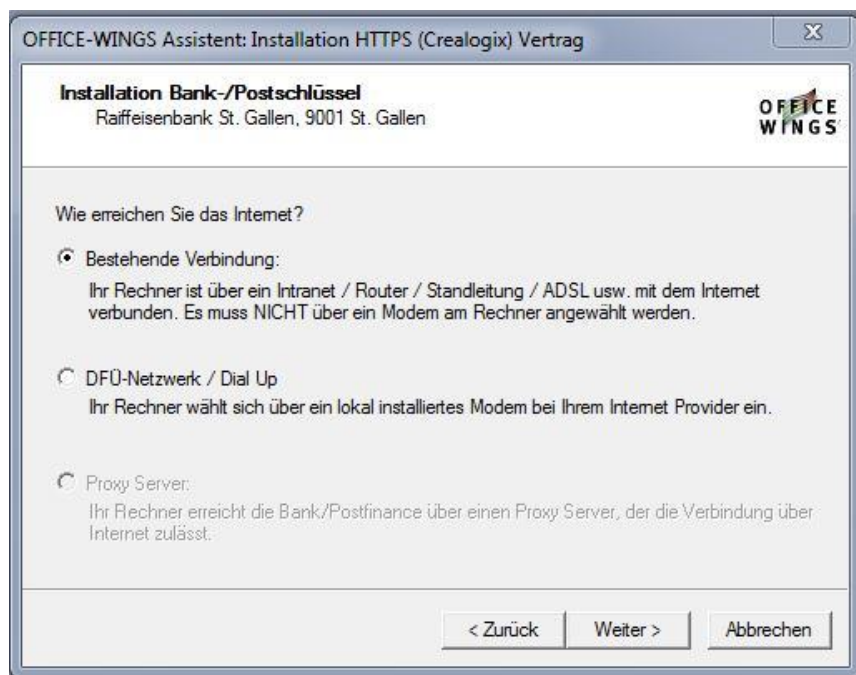 OFFICE-WINGS Assistent: Installation HTTPS (Crealogix) Vertrag
Installation Bank-/Postschlüssel
Raiffeisenbank St. Gallen, 9001 St. Gallen
OFFICE
WINGS
Wie erreichen Sie das Internet?
Bestehende Verbindung:
Ihr Rechner ist über ein Intranet / Router / Standleitung / ADSL usw. mit dem Internet
verbunden. Es muss NICHT über ein Modem am Rechner angewählt werden.
DFÜ-Netzwerk / Dial Up
Ihr Rechner wählt sich über ein lokal installiertes Modem bei Ihrem Internet Provider ein.
Proxy Server:
Ihr Rechner erreicht die Bank/Postfinance über einen Proxy Server, der die Verbindung über
Internet zulässt.
< Zurück Weiter > Abbrechen